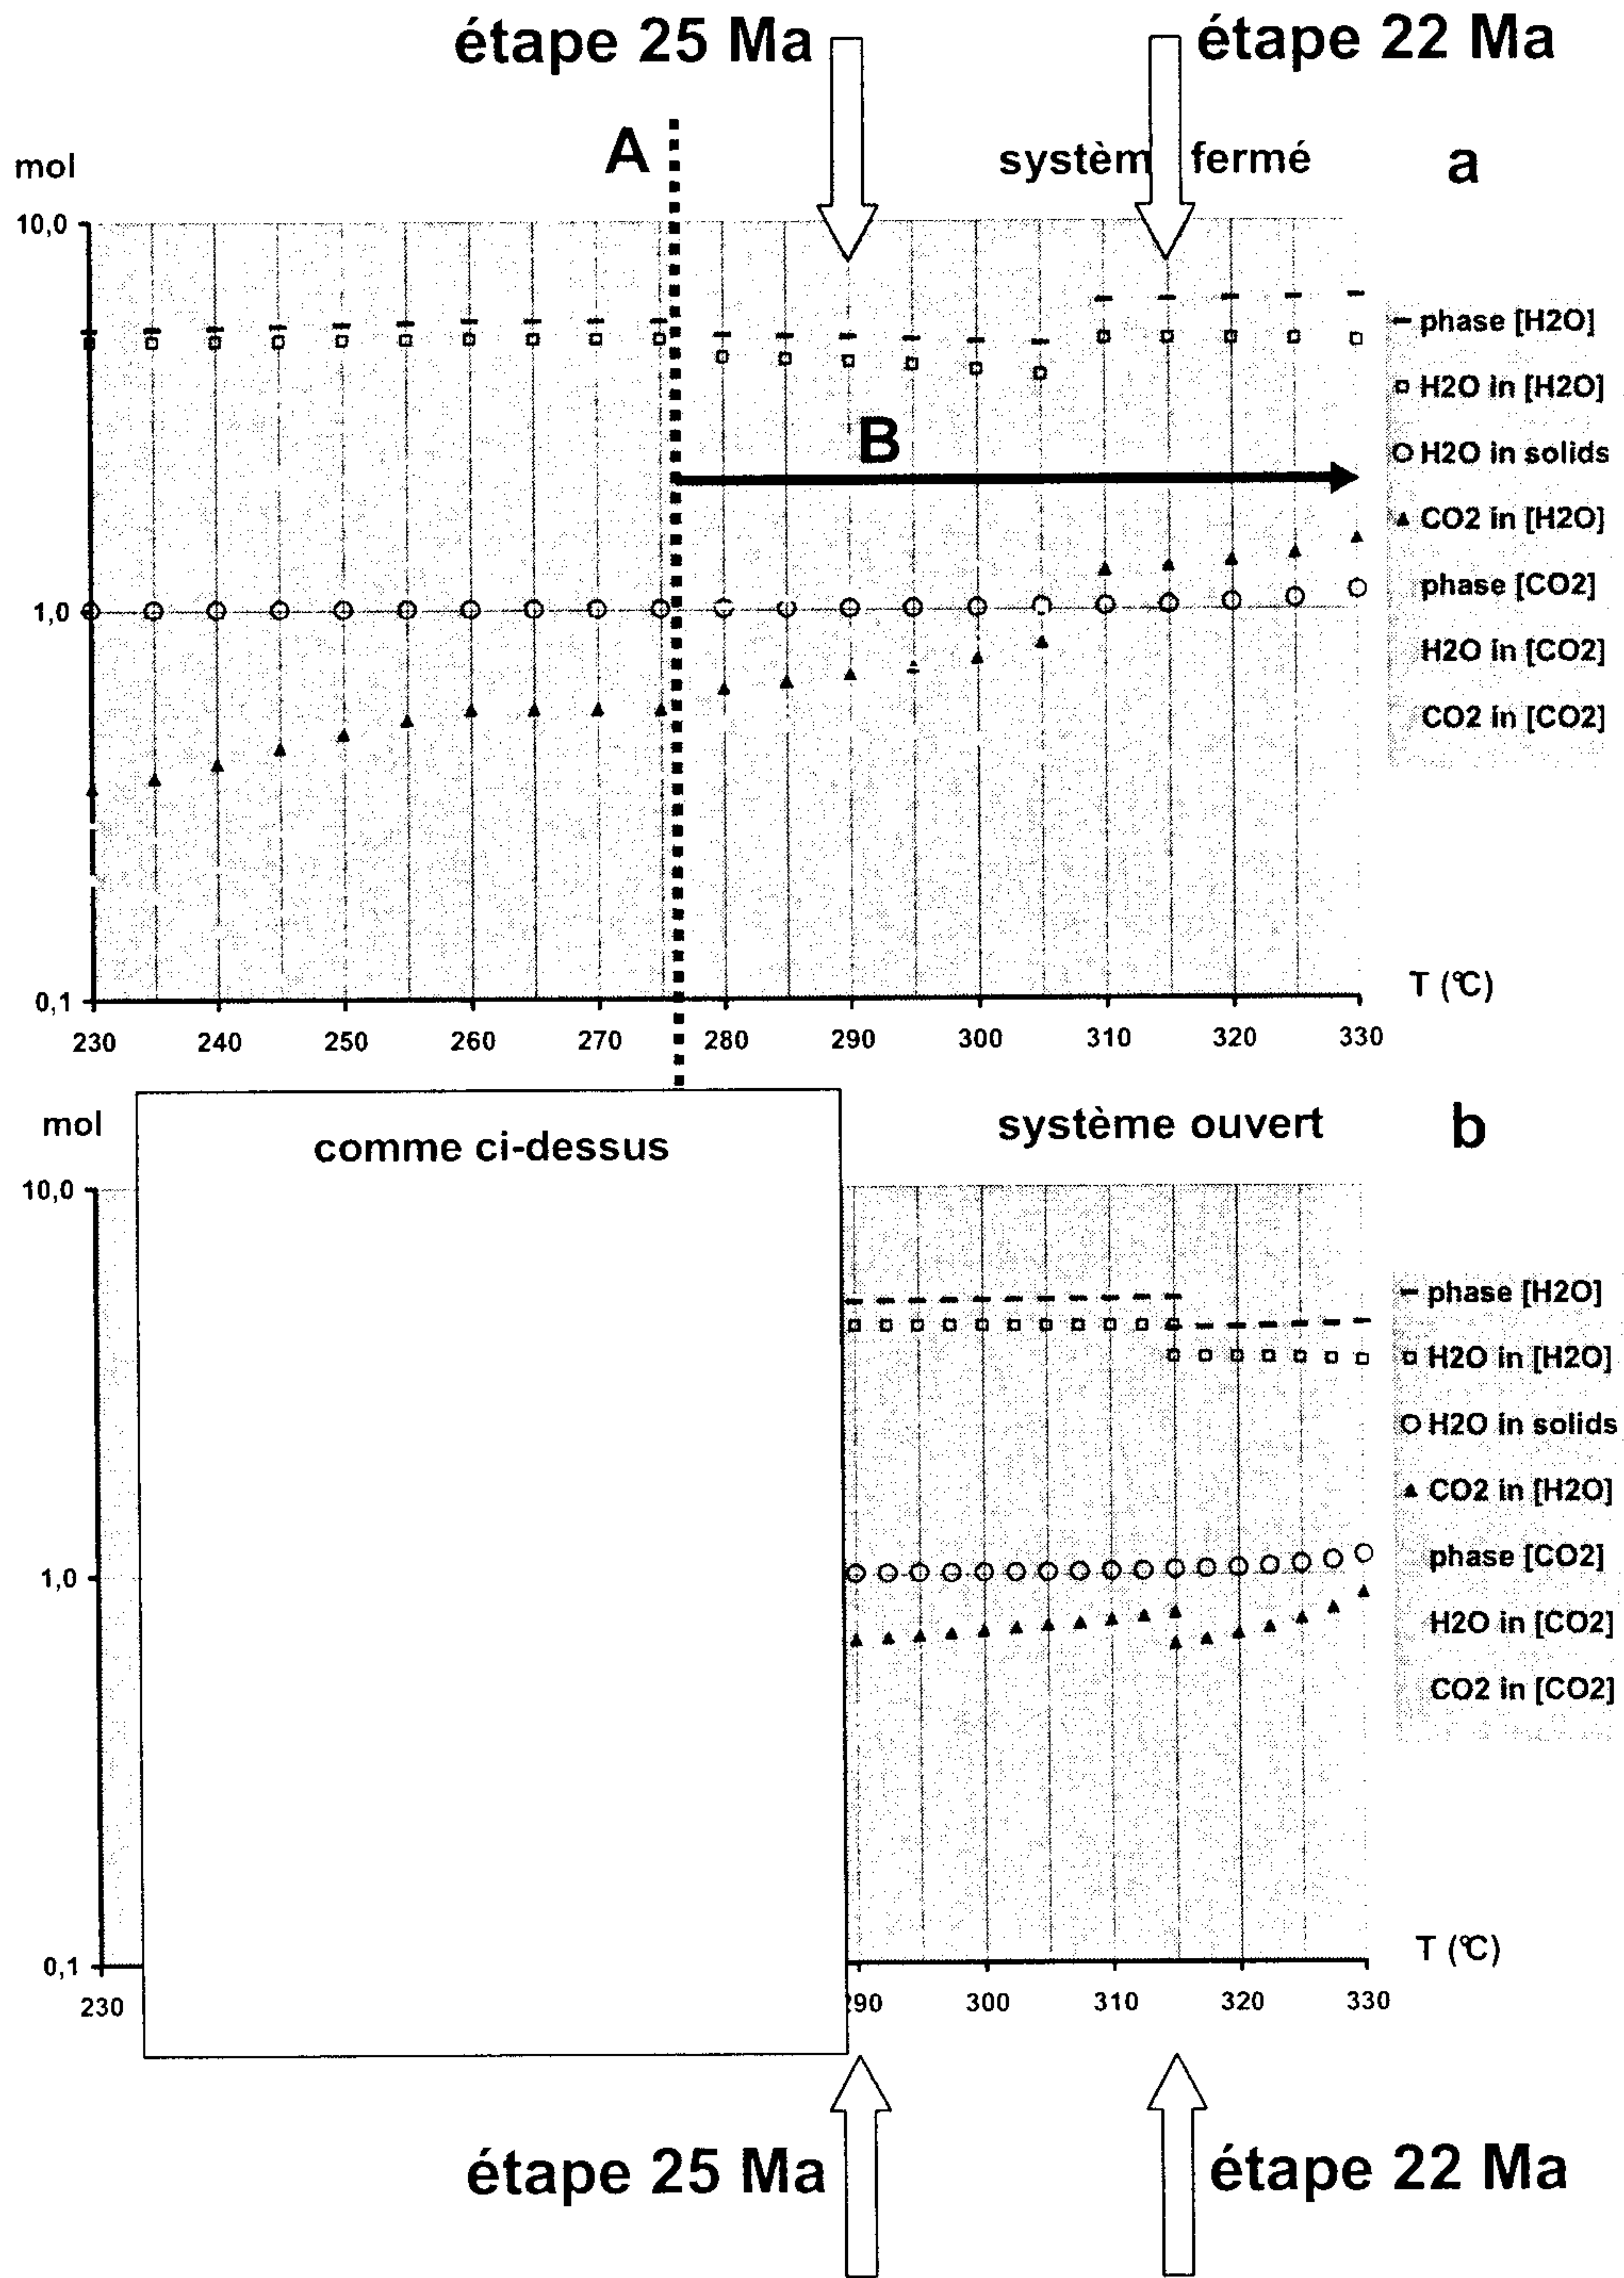 étape 25 Ma
étape 22 Ma
A
systèm fermé
a
mol
10,0
1,0
0,1
B
phase [H2O]
H2O in [H2O]
H2O in solids
CO2 in [H2O]
phase [CO2]
H2O in [CO2]
CO2 in [CO2]
T (°C)
230 240 250 260 270 280 290 300 310 320 330
mol
comme ci-dessus
système ouvert
b
10,0
1,0
0,1
phase [H2O]
H2O in [H2O]
H2O in solids
CO2 in [H2O]
phase [CO2]
H2O in [CO2]
CO2 in [CO2]
T (°C)
230 90 300 310 320 330
étape 25 Ma
étape 22 Ma